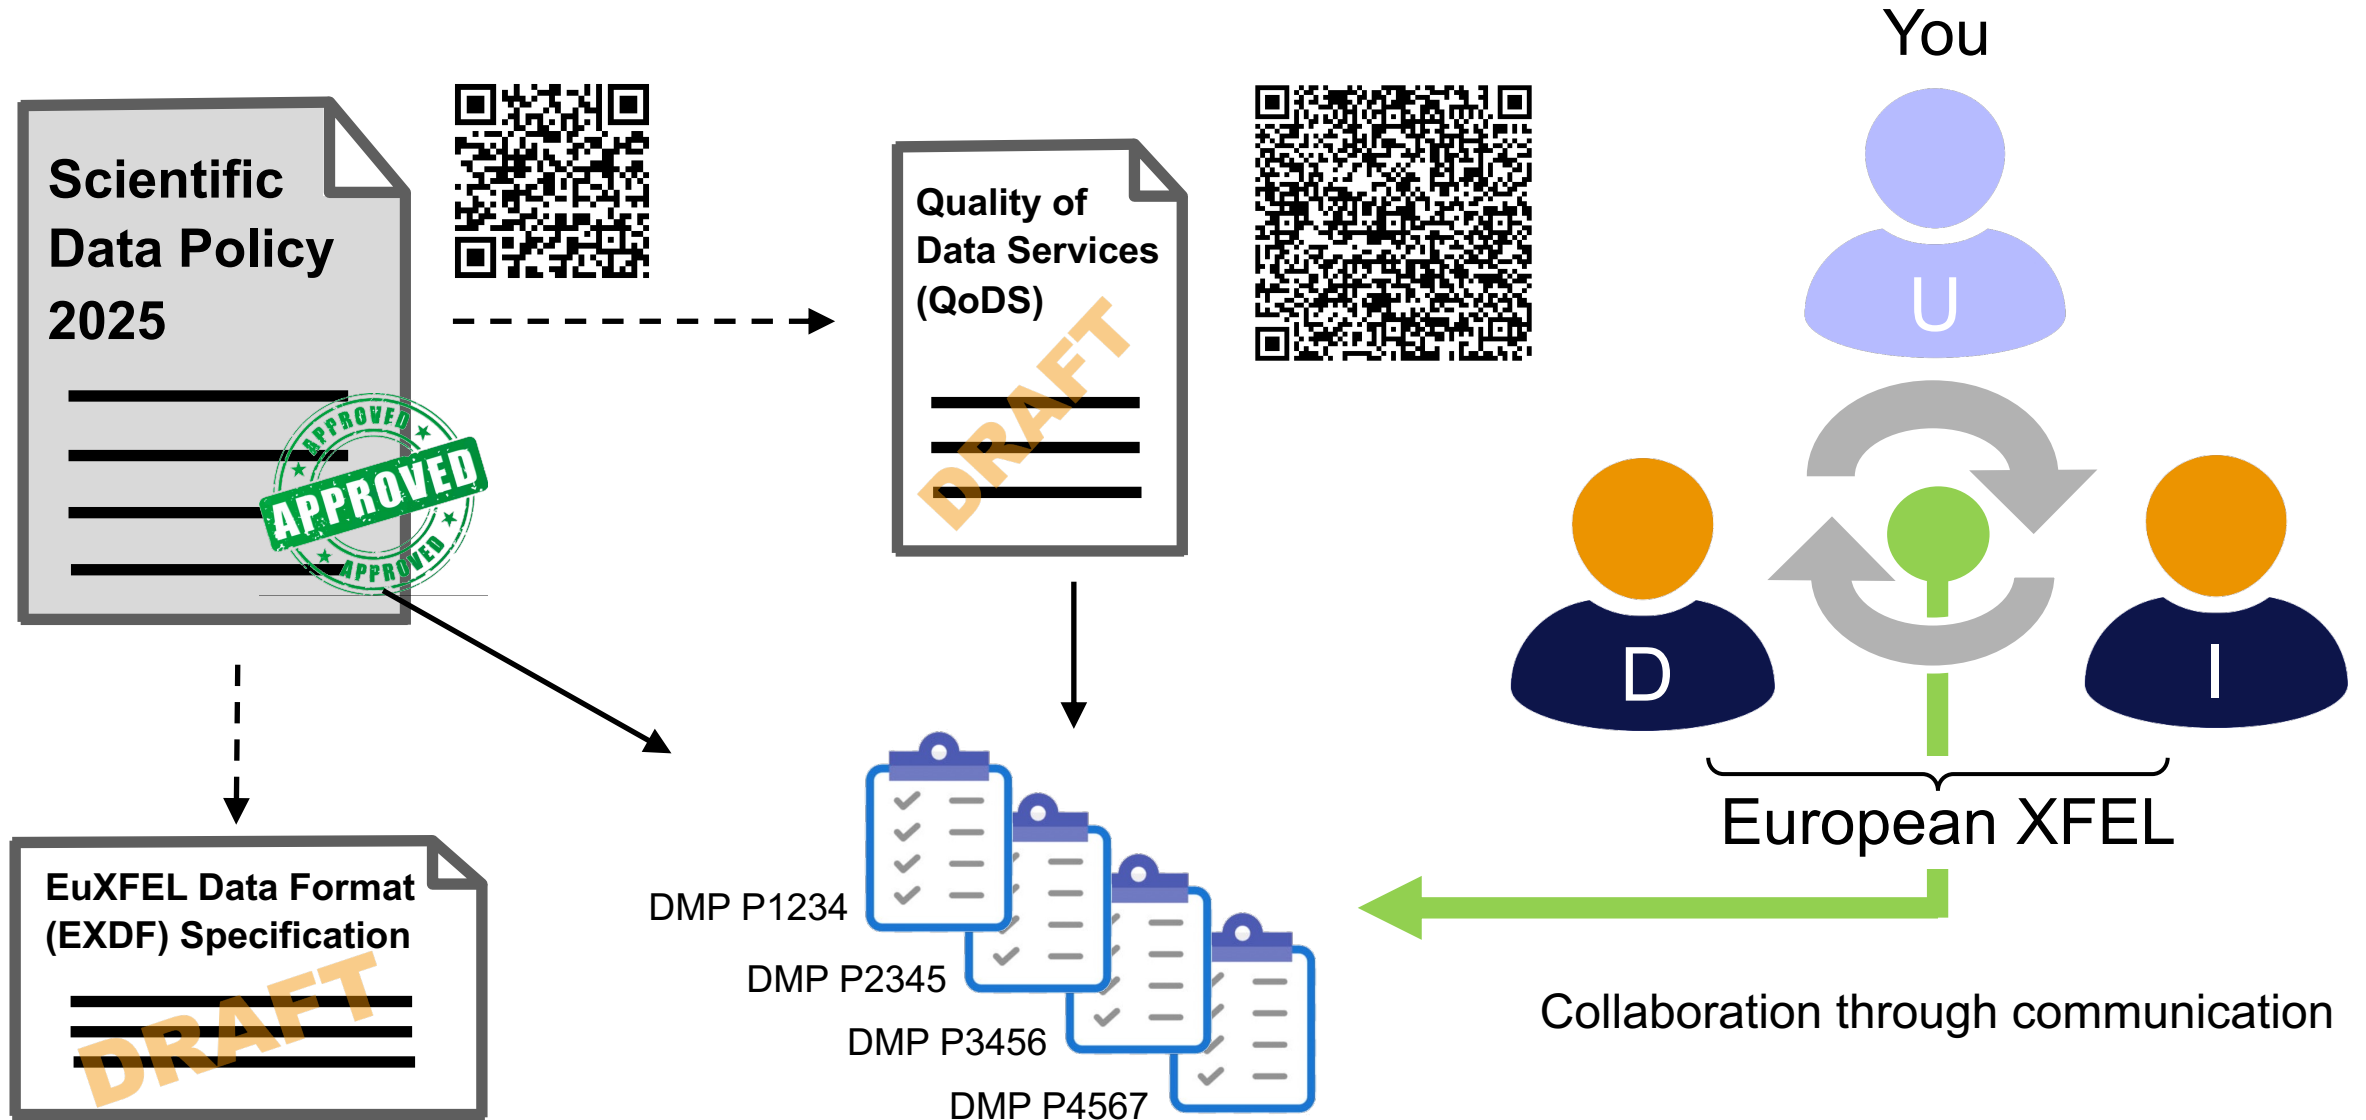 Scientific
Data Policy
2025
APPROVED
APPROVED
APPROVED
Quality of
Data Services
(QoDS)
DRAFT
You
U
D
I
European XFEL
EuXFEL Data Format
(EXDF) Specification
DRAFT
DMP P1234
DMP P2345
DMP P3456
DMP P4567
Collaboration through communication